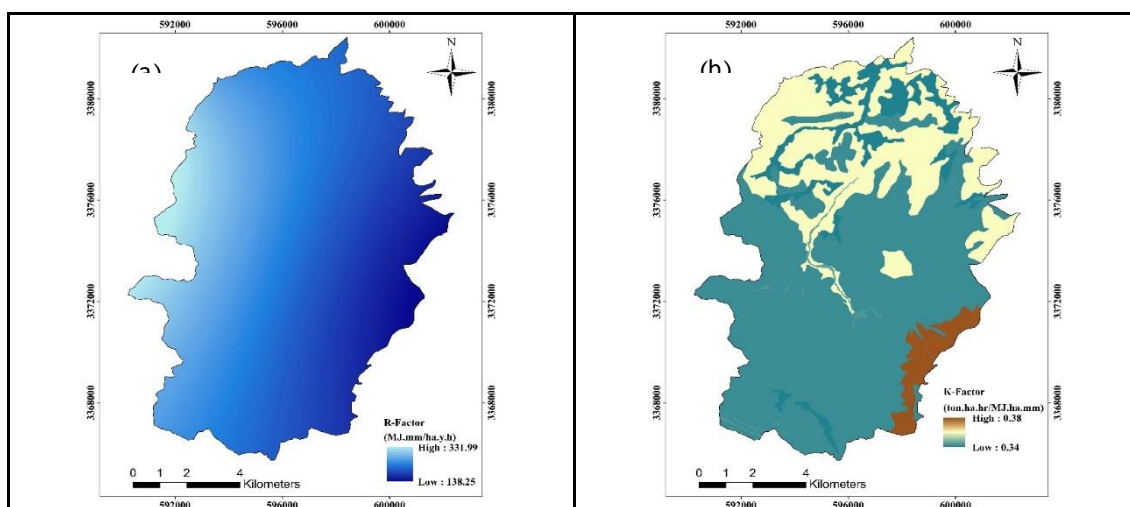 592000 596000 600000
(a)
N
3380000 3380000
3376000 3376000
3372000 3372000
3368000 3368000
R-Factor
(MJ.mm/ha.y.h)
High : 331.99
Low : 138.25
0 1 2 4
Kilometers
592000 596000 600000
592000 596000 600000
(b)
N
3380000 3380000
3376000 3376000
3372000 3372000
3368000 3368000
K-Factor
(ton.ha.hr/MJ.ha.mm)
High : 0.38
Low : 0.34
0 1 2 4
Kilometers
592000 596000 600000